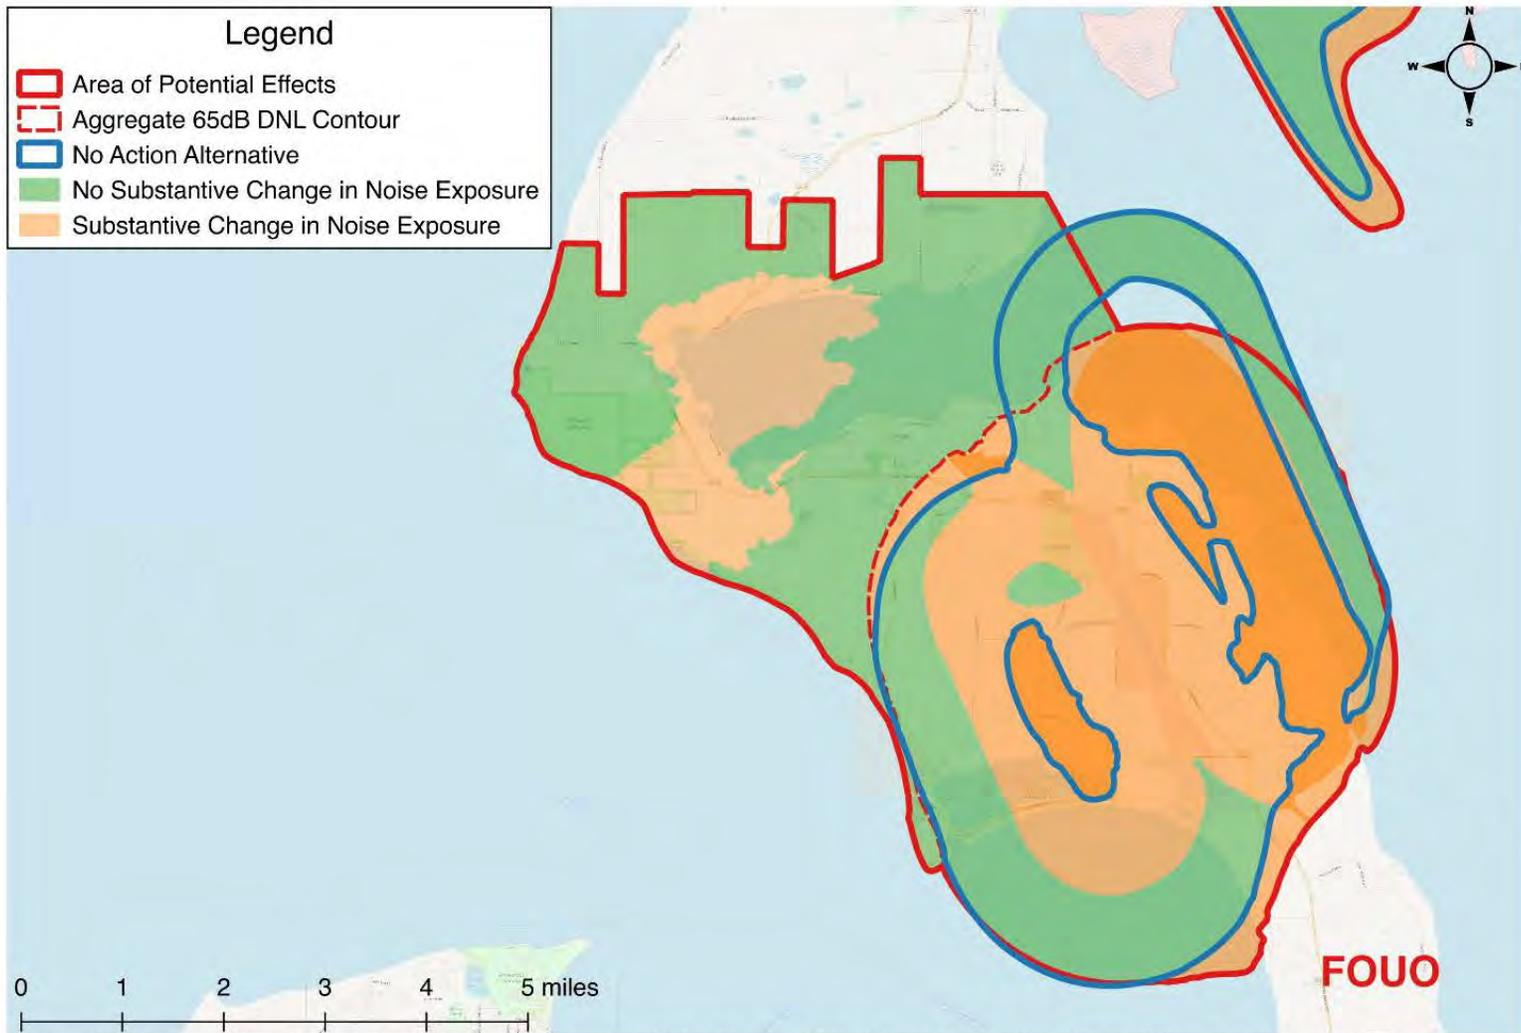 Legend
Area of Potential Effects
Aggregate 65dB DNL Contour
No Action Alternative
No Substantive Change in Noise Exposure
Substantive Change in Noise Exposure
N
W
S
FOUO
0 1 2 3 4 5 miles